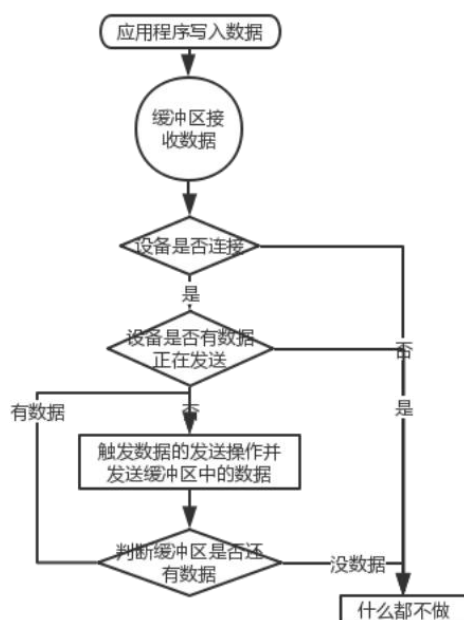 应用程序写入数据
缓冲区接
收数据
设备是否连接
是
设备是否有数据
正在发送
否
是
有数据
否
触发数据的发送操作并
发送缓冲区中的数据
判断缓冲区是否还
有数据
没数据
什么都不做